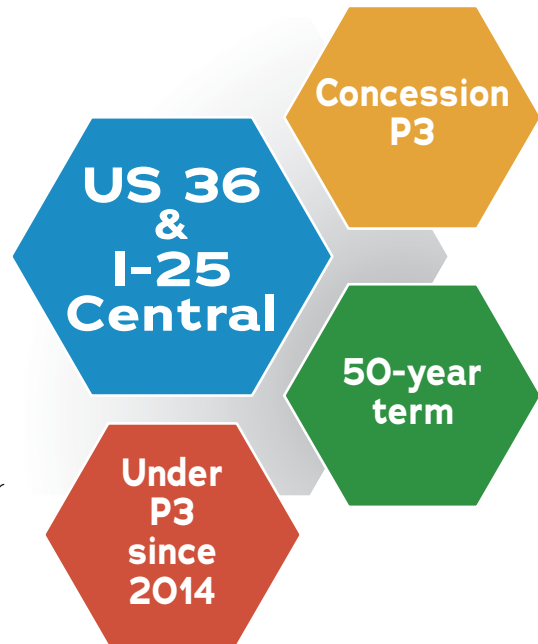 Concession
P3
US 36
&
I-25
Central
50-year
term
Under
P3
since
2014